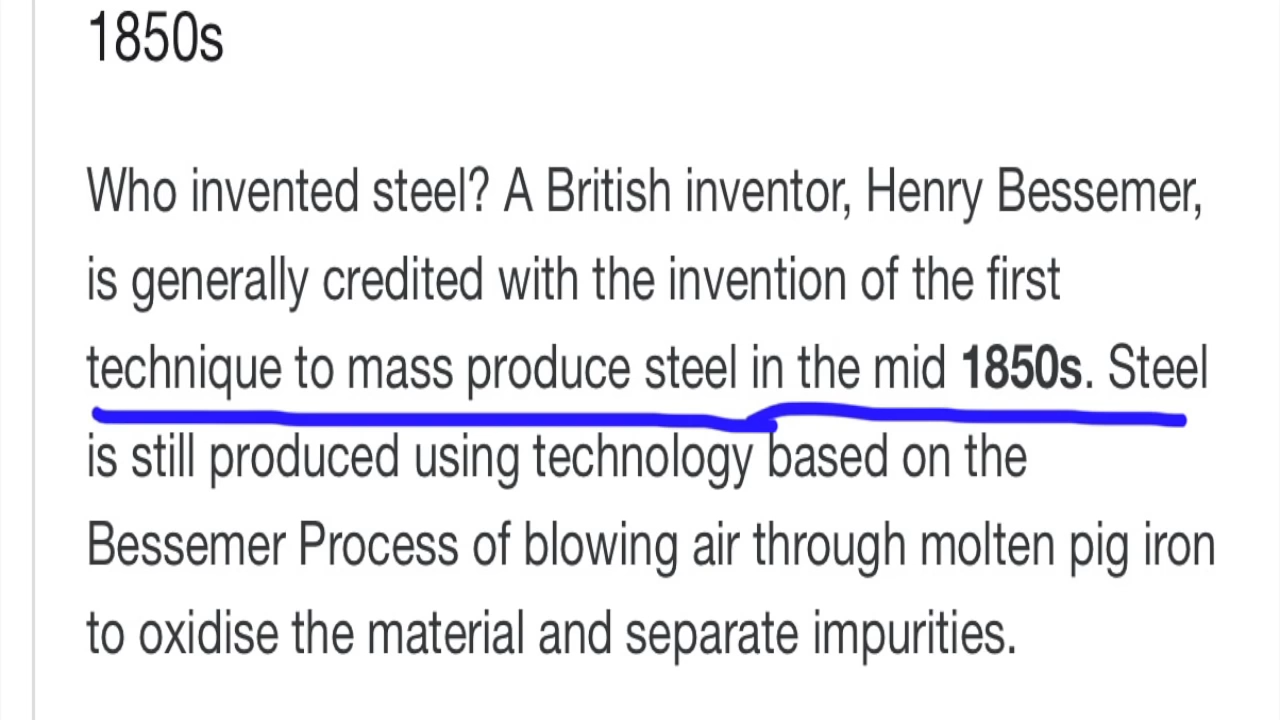 1850s
Who invented steel? A British inventor, Henry Bessemer,
is generally credited with the invention of the first
technique to mass produce steel in the mid 1850s. Steel
is still produced using technology based on the
Bessemer Process of blowing air through molten pig iron
to oxidise the material and separate impurities.